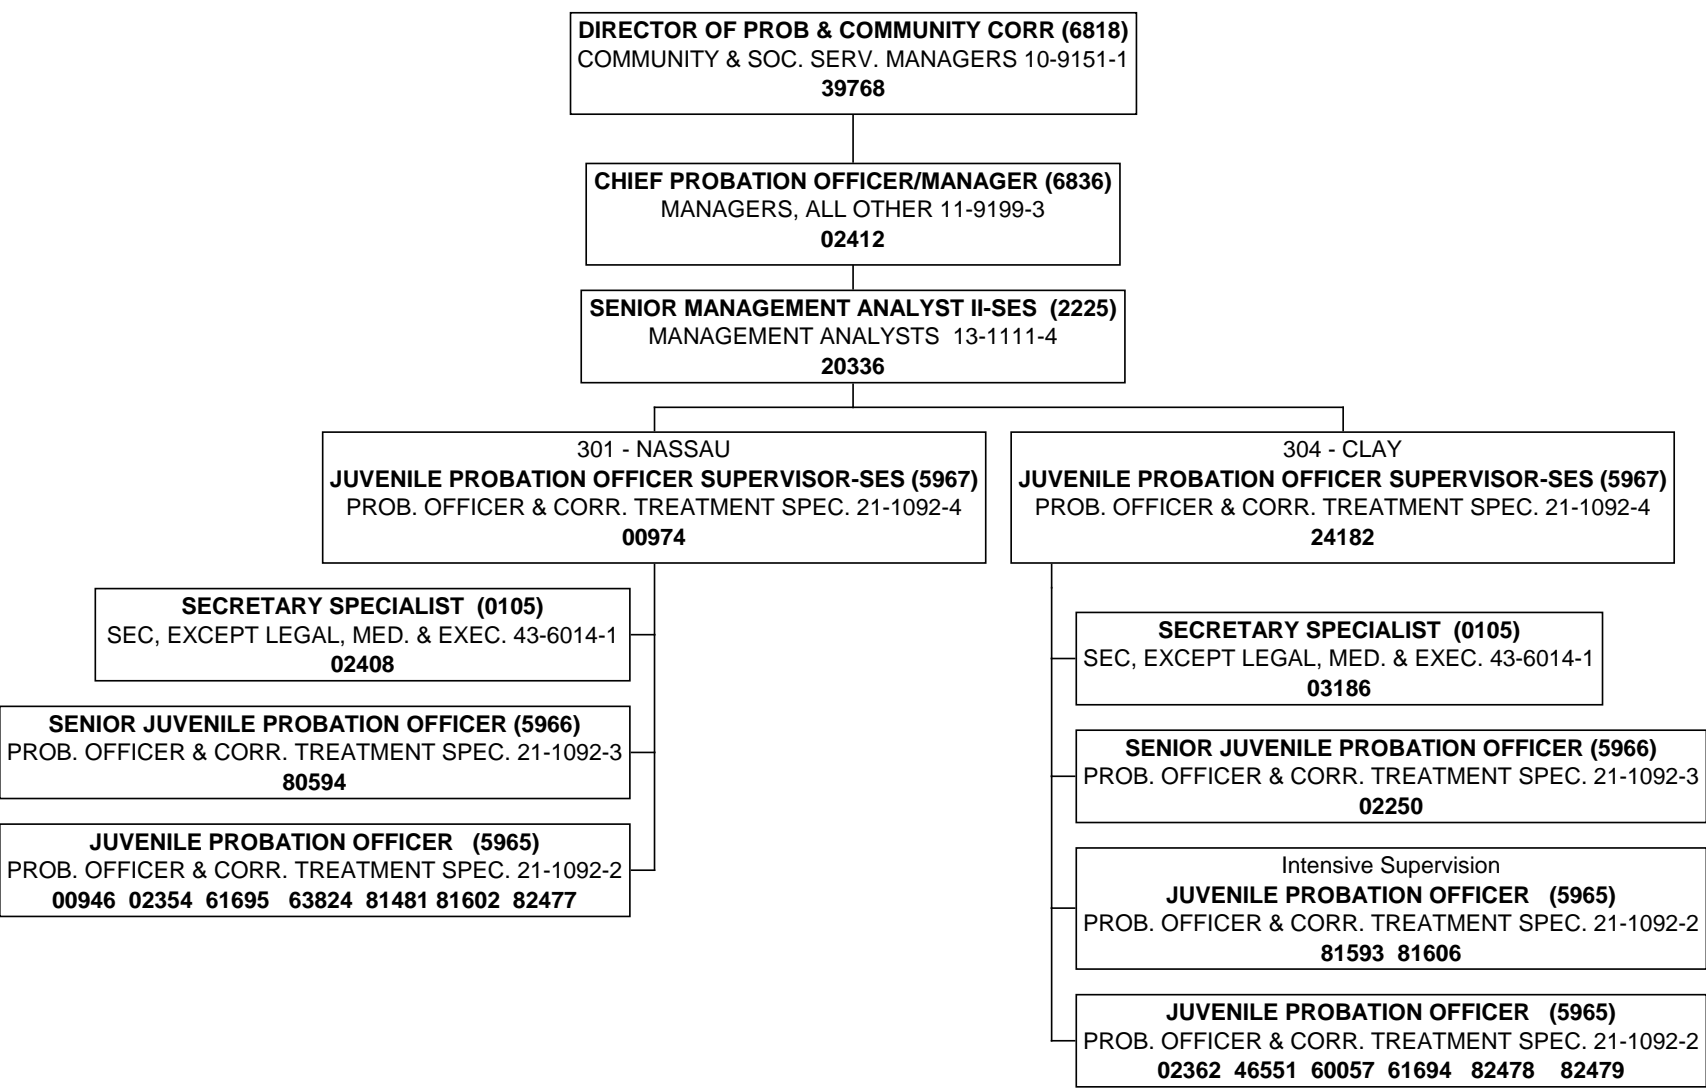 DIRECTOR OF PROB & COMMUNITY CORR (6818)
COMMUNITY & SOC. SERV. MANAGERS 10-9151-1
39768
CHIEF PROBATION OFFICER/MANAGER (6836)
MANAGERS, ALL OTHER 11-9199-3
02412
SENIOR MANAGEMENT ANALYST II-SES (2225)
MANAGEMENT ANALYSTS 13-1111-4
20336
301 - NASSAU
JUVENILE PROBATION OFFICER SUPERVISOR-SES (5967)
PROB. OFFICER & CORR. TREATMENT SPEC. 21-1092-4
00974
SECRETARY SPECIALIST (0105)
SEC, EXCEPT LEGAL, MED. & EXEC. 43-6014-1
02408
SENIOR JUVENILE PROBATION OFFICER (5966)
PROB. OFFICER & CORR. TREATMENT SPEC. 21-1092-3
80594
JUVENILE PROBATION OFFICER (5965)
PROB. OFFICER & CORR. TREATMENT SPEC. 21-1092-2
00946 02354 61695 63824 81481 81602 82477
304 - CLAY
JUVENILE PROBATION OFFICER SUPERVISOR-SES (5967)
PROB. OFFICER & CORR. TREATMENT SPEC. 21-1092-4
24182
SECRETARY SPECIALIST (0105)
SEC, EXCEPT LEGAL, MED. & EXEC. 43-6014-1
03186
SENIOR JUVENILE PROBATION OFFICER (5966)
PROB. OFFICER & CORR. TREATMENT SPEC. 21-1092-3
02250
Intensive Supervision
JUVENILE PROBATION OFFICER (5965)
PROB. OFFICER & CORR. TREATMENT SPEC. 21-1092-2
81593 81606
JUVENILE PROBATION OFFICER (5965)
PROB. OFFICER & CORR. TREATMENT SPEC. 21-1092-2
02362 46551 60057 61694 82478 82479